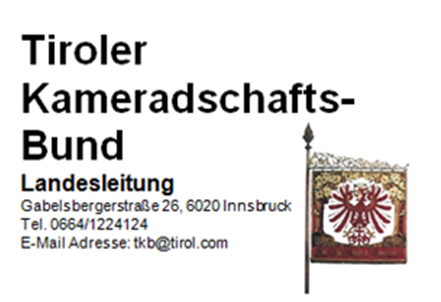 Tiroler
Kameradschafts-
Bund
Landesleitung
Gabelsbergerstraße 26, 6020 Innsbruck
Tel. 0664/1224124
E-Mail Adresse: tkb@tirol.com